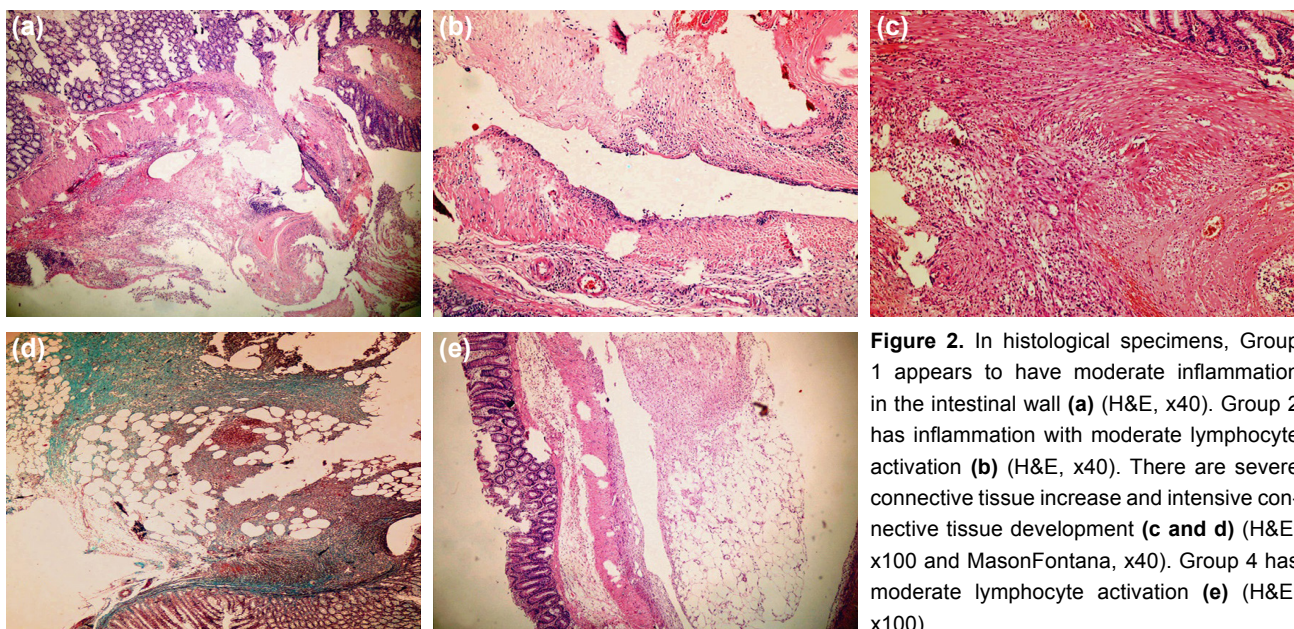 (a)
(b)
(c)
(d)
(e)
Figure 2. In histological specimens, Group
1 appears to have moderate inflammation
in the intestinal wall (a) (H&E, x40). Group 2
has inflammation with moderate lymphocyte
activation (b) (H&E, x40). There are severe
connective tissue increase and intensive con-
nective tissue development (c and d) (H&E,
x100 and MasonFontana, x40). Group 4 has
moderate lymphocyte activation (e) (H&E,
x100)